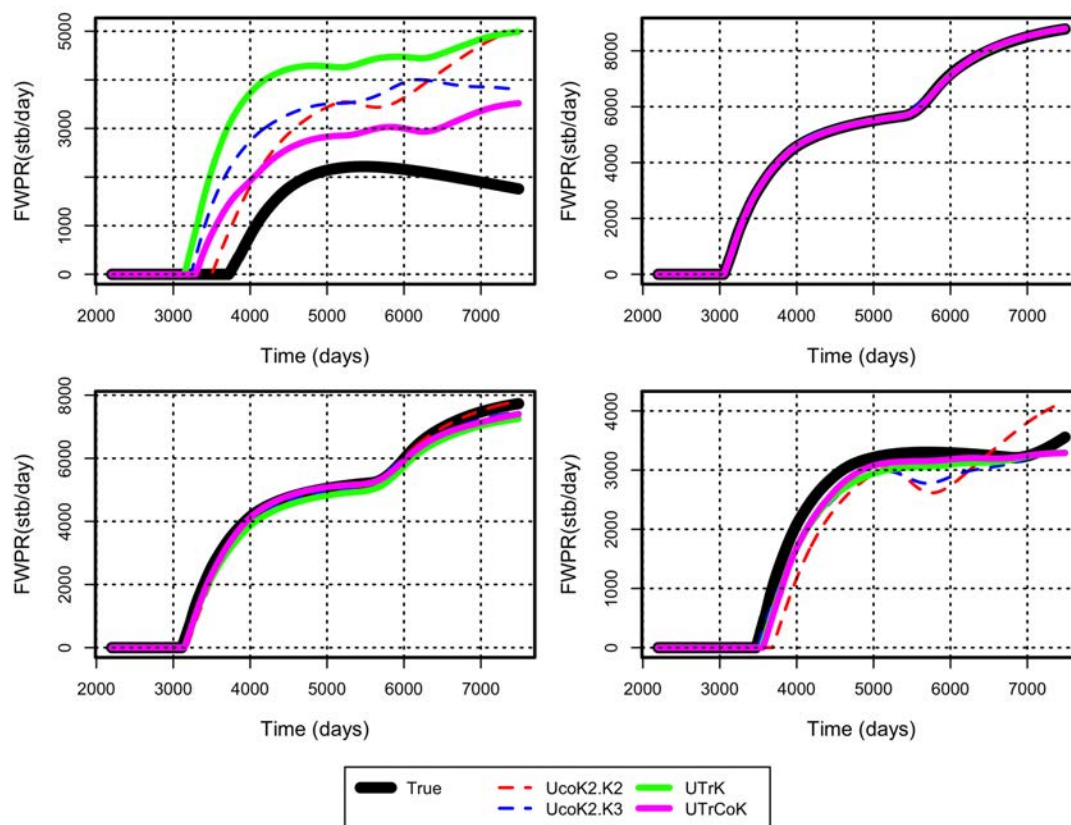 FWPR(stb/day)
0 1000 3000 5000
2000 3000 4000 5000 6000 7000
Time (days)
FWPR(stb/day)
0 2000 4000 6000 8000
2000 3000 4000 5000 6000 7000
Time (days)
FWPR(stb/day)
0 2000 4000 6000 8000
2000 3000 4000 5000 6000 7000
Time (days)
FWPR(stb/day)
0 1000 2000 3000 4000
2000 3000 4000 5000 6000 7000
Time (days)
True UcoK2.K2 UTrK
UcoK2.K3 UTrCoK